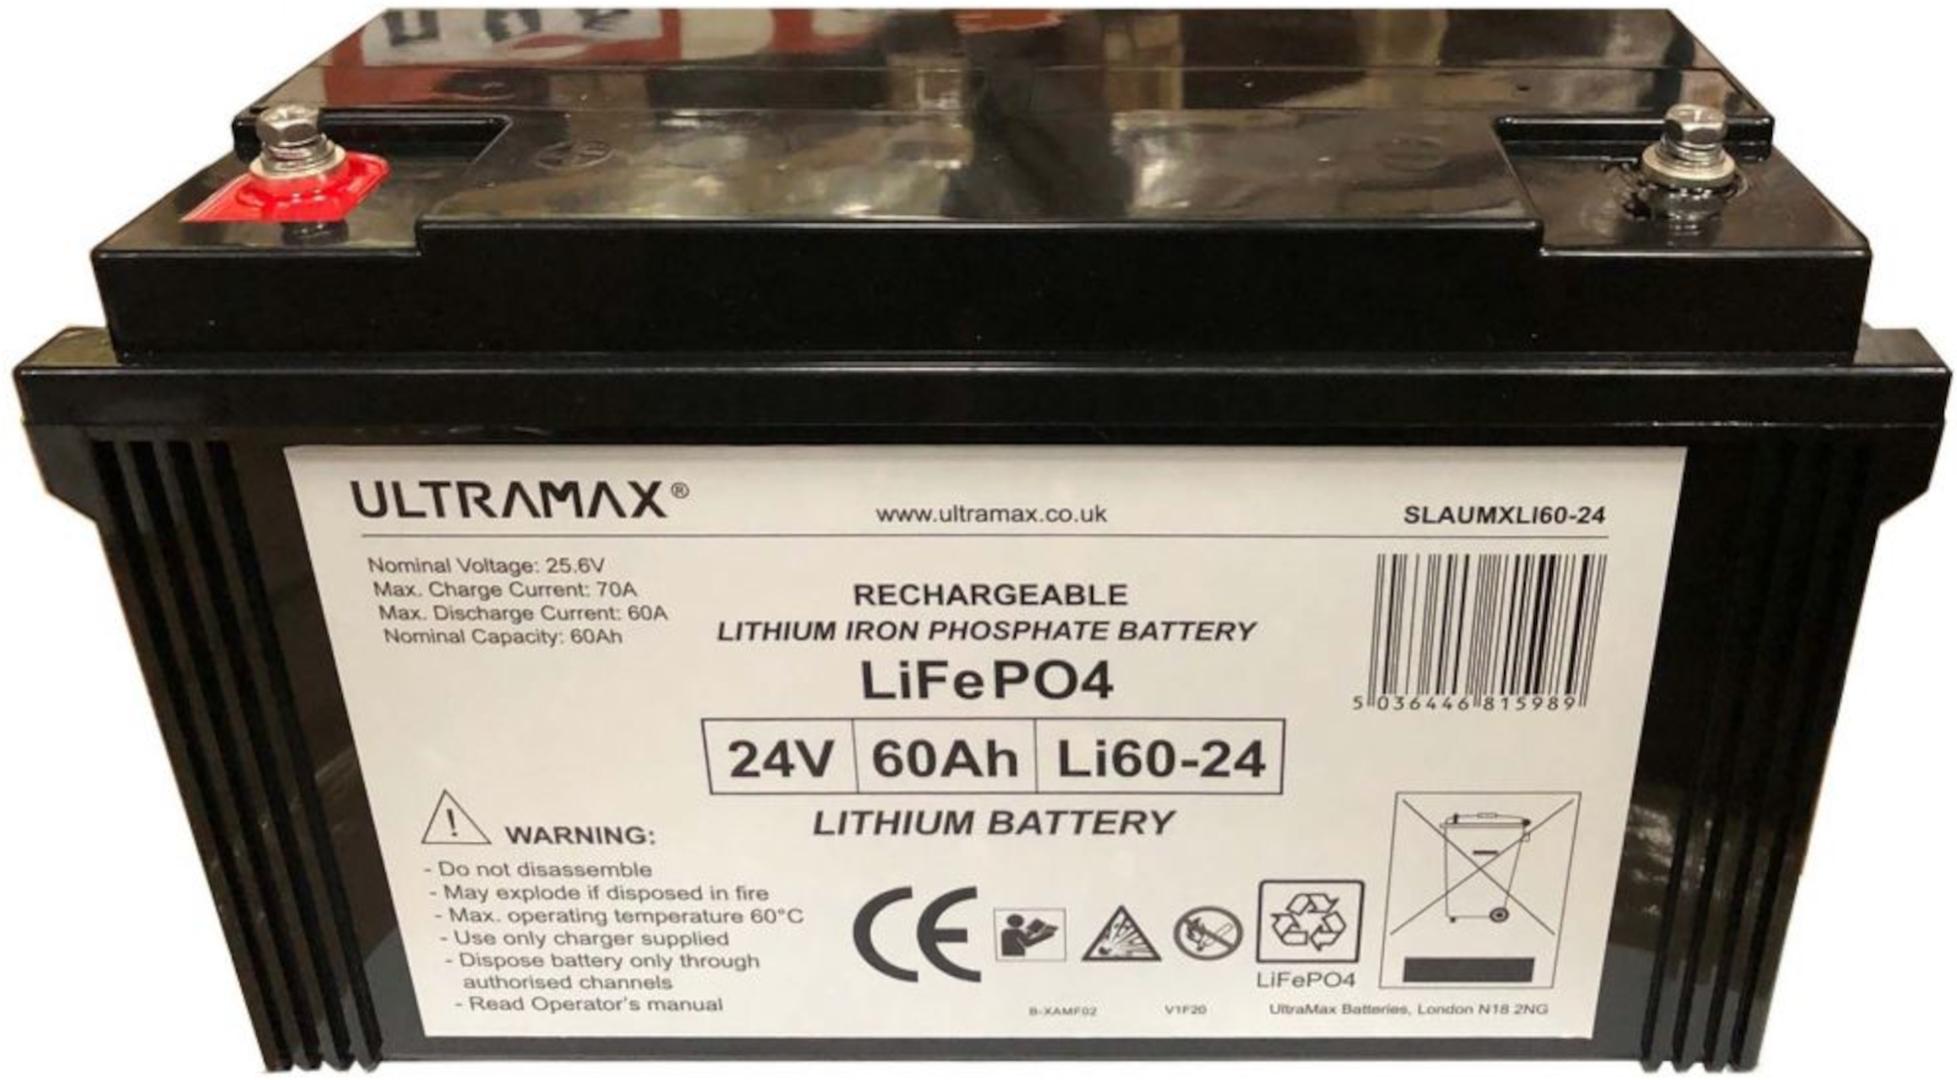 ULTRAMAX®
www.ultramax.co.uk
SLAUMXLI60-24
Nominal Voltage: 25.6V
Max. Charge Current: 70A
Max. Discharge Current: 60A
Nominal Capacity: 60Ah
RECHARGEABLE
LITHIUM IRON PHOSPHATE BATTERY
LiFePO4
24V 60Ah Li60-24
LITHIUM BATTERY
5 036446 815989
WARNING:
- Do not disassemble
- May explode if disposed in fire
- Max. operating temperature 60°C
- Use only charger supplied
- Dispose battery only through
authorised channels
- Read Operator's manual
CE
LiFePO4
B-XAMF02
V1F20
UltraMax Batteries, London N18 2NG